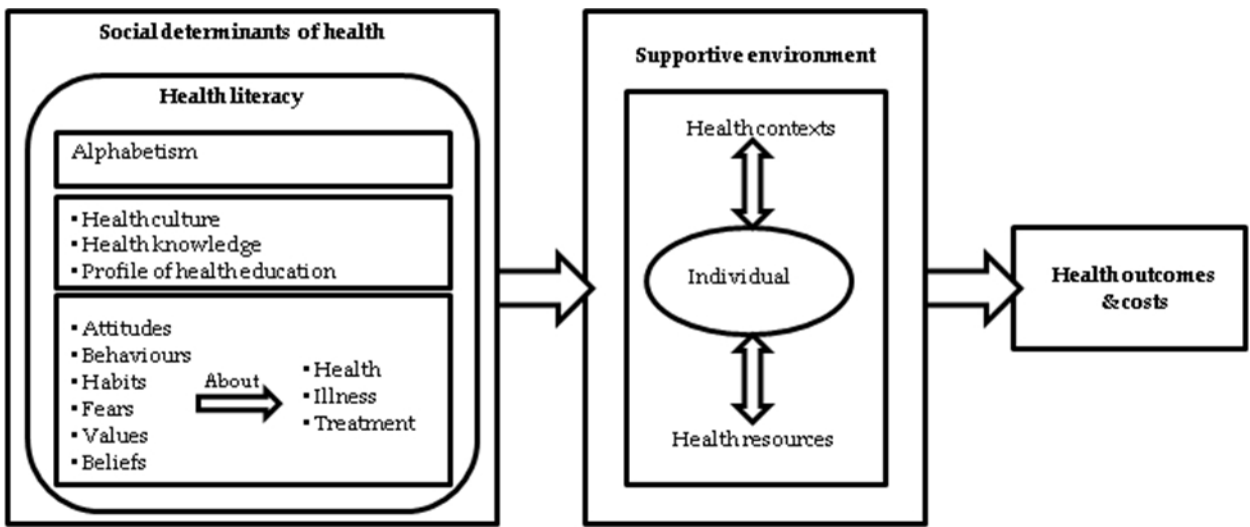 Social determinants of health
Health literacy
Alphabetism
▪ Health culture
▪ Health knowledge
▪ Profile of health education
▪ Attitudes
▪ Behaviours
▪ Habits
▪ Fears
▪ Values
▪ Beliefs
About
▪ Health
▪ Illness
▪ Treatment
Supportive environment
Health contexts
Individual
Health resources
Health outcomes
& costs